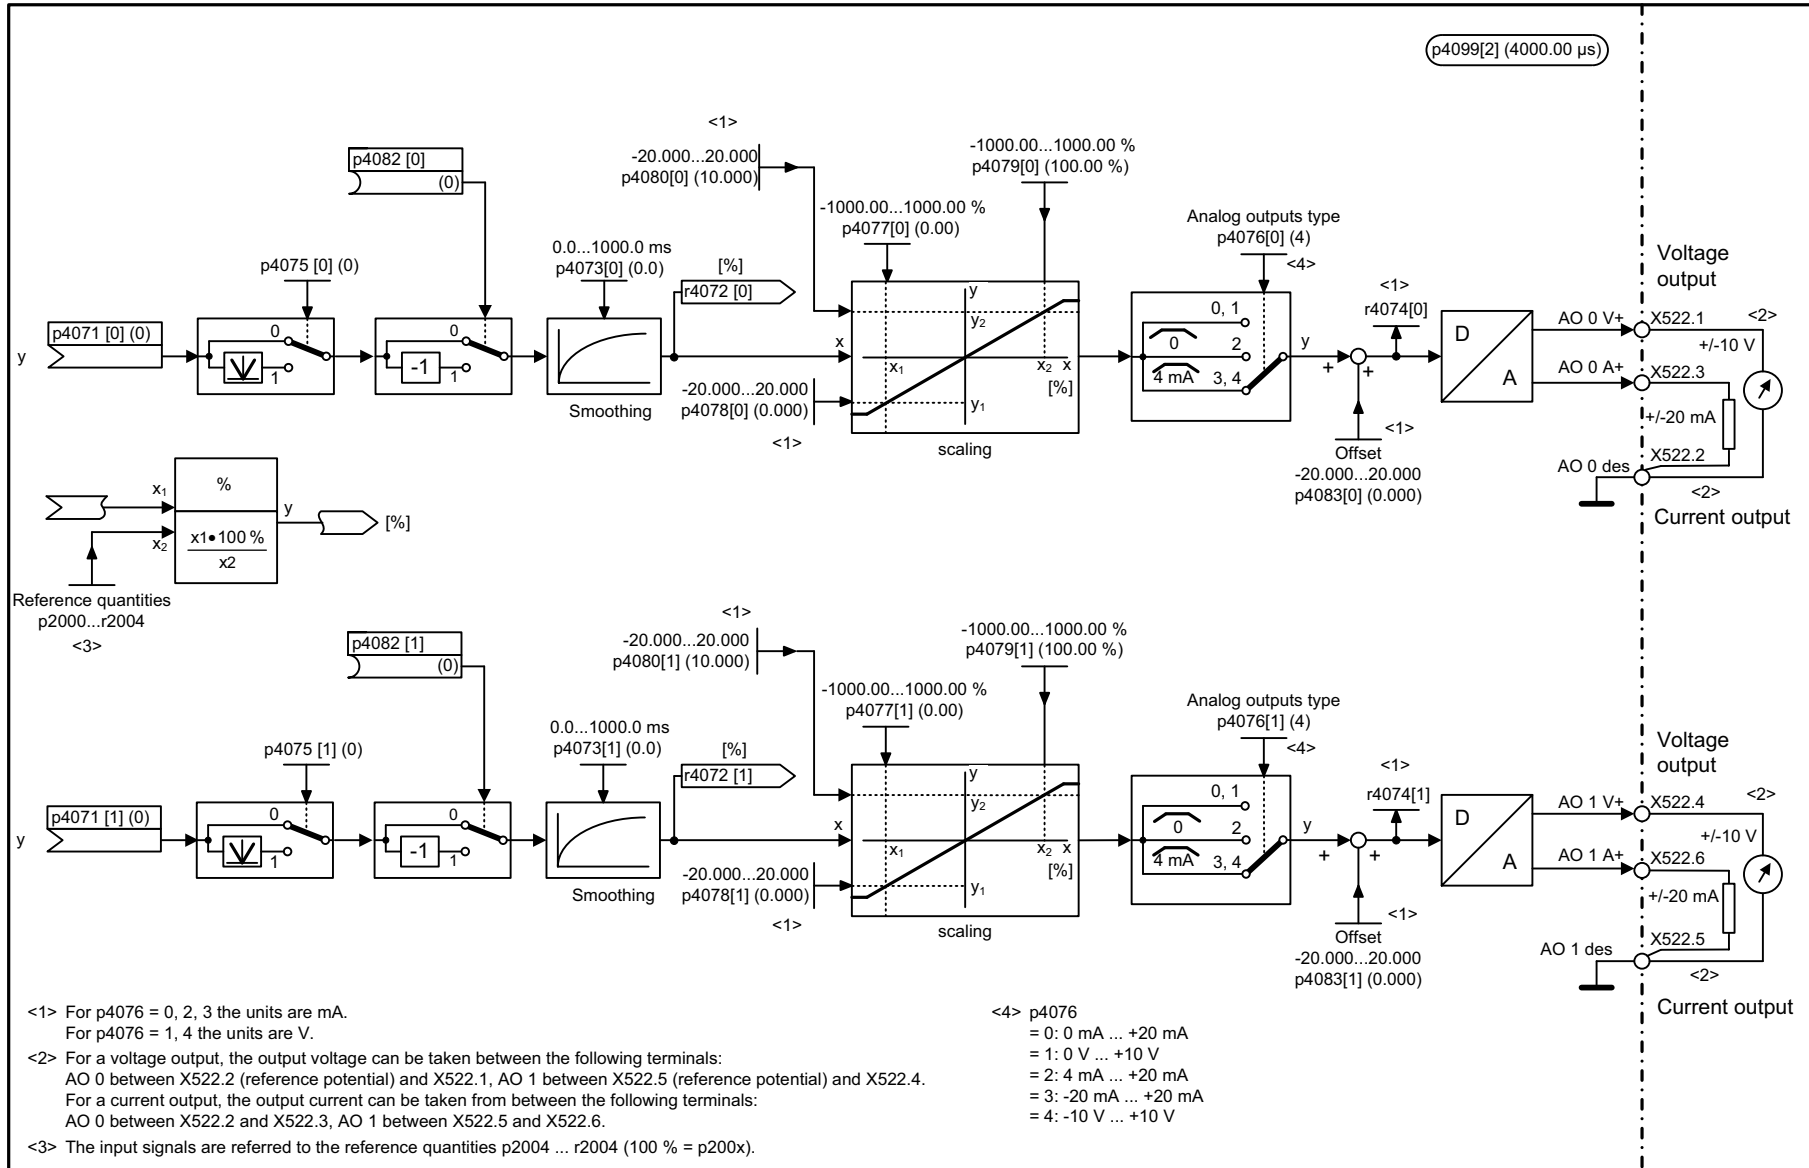 p4099[2] (4000.00 µs)
<1>
-20.000...20.000
p4080[0] (10.000)
-1000.00...1000.00 %
p4079[0] (100.00 %)
p4082 [0]
(0)
-1000.00...1000.00 %
p4077[0] (0.00)
Analog outputs type
p4076[0] (4)
<4>
p4075 [0] (0)
0.0...1000.0 ms
p4073[0] (0.0)
[%]
r4072 [0]
<1>
r4074[0]
Voltage
output
y
p4071 [0] (0)
0
1
0
-1
1
Smoothing
x
y
y2
x1
x2
x
[%]
y1
scaling
-20.000...20.000
p4078[0] (0.000)
<1>
0, 1
0
2
4 mA
3, 4
y
+
+
<1>
Offset
-20.000...20.000
p4083[0] (0.000)
D
A
AO 0 V+
X522.1
<2>
+/-10 V
AO 0 A+
X522.3
+/-20 mA
X522.2
AO 0 des
<2>
Current output
x1
x2
%
x1•100 %
x2
y
[%]
Reference quantities
p2000...r2004
<3>
<1>
-20.000...20.000
p4080[1] (10.000)
-1000.00...1000.00 %
p4079[1] (100.00 %)
p4082 [1]
(0)
-1000.00...1000.00 %
p4077[1] (0.00)
Analog outputs type
p4076[1] (4)
<4>
p4075 [1] (0)
0.0...1000.0 ms
p4073[1] (0.0)
[%]
r4072 [1]
<1>
r4074[1]
Voltage
output
y
p4071 [1] (0)
0
1
0
-1
1
Smoothing
x
y
y2
x1
x2
x
[%]
y1
scaling
-20.000...20.000
p4078[1] (0.000)
<1>
0, 1
0
2
4 mA
3, 4
y
+
+
<1>
Offset
-20.000...20.000
p4083[1] (0.000)
D
A
AO 1 V+
X522.4
<2>
+/-10 V
AO 1 A+
X522.6
+/-20 mA
X522.5
AO 1 des
<2>
Current output
<1> For p4076 = 0, 2, 3 the units are mA.
For p4076 = 1, 4 the units are V.
<2> For a voltage output, the output voltage can be taken between the following terminals:
AO 0 between X522.2 (reference potential) and X522.1, AO 1 between X522.5 (reference potential) and X522.4.
For a current output, the output current can be taken from between the following terminals:
AO 0 between X522.2 and X522.3, AO 1 between X522.5 and X522.6.
<3> The input signals are referred to the reference quantities p2004 ... r2004 (100 % = p200x).
<4> p4076
= 0: 0 mA ... +20 mA
= 1: 0 V ... +10 V
= 2: 4 mA ... +20 mA
= 3: -20 mA ... +20 mA
= 4: -10 V ... +10 V